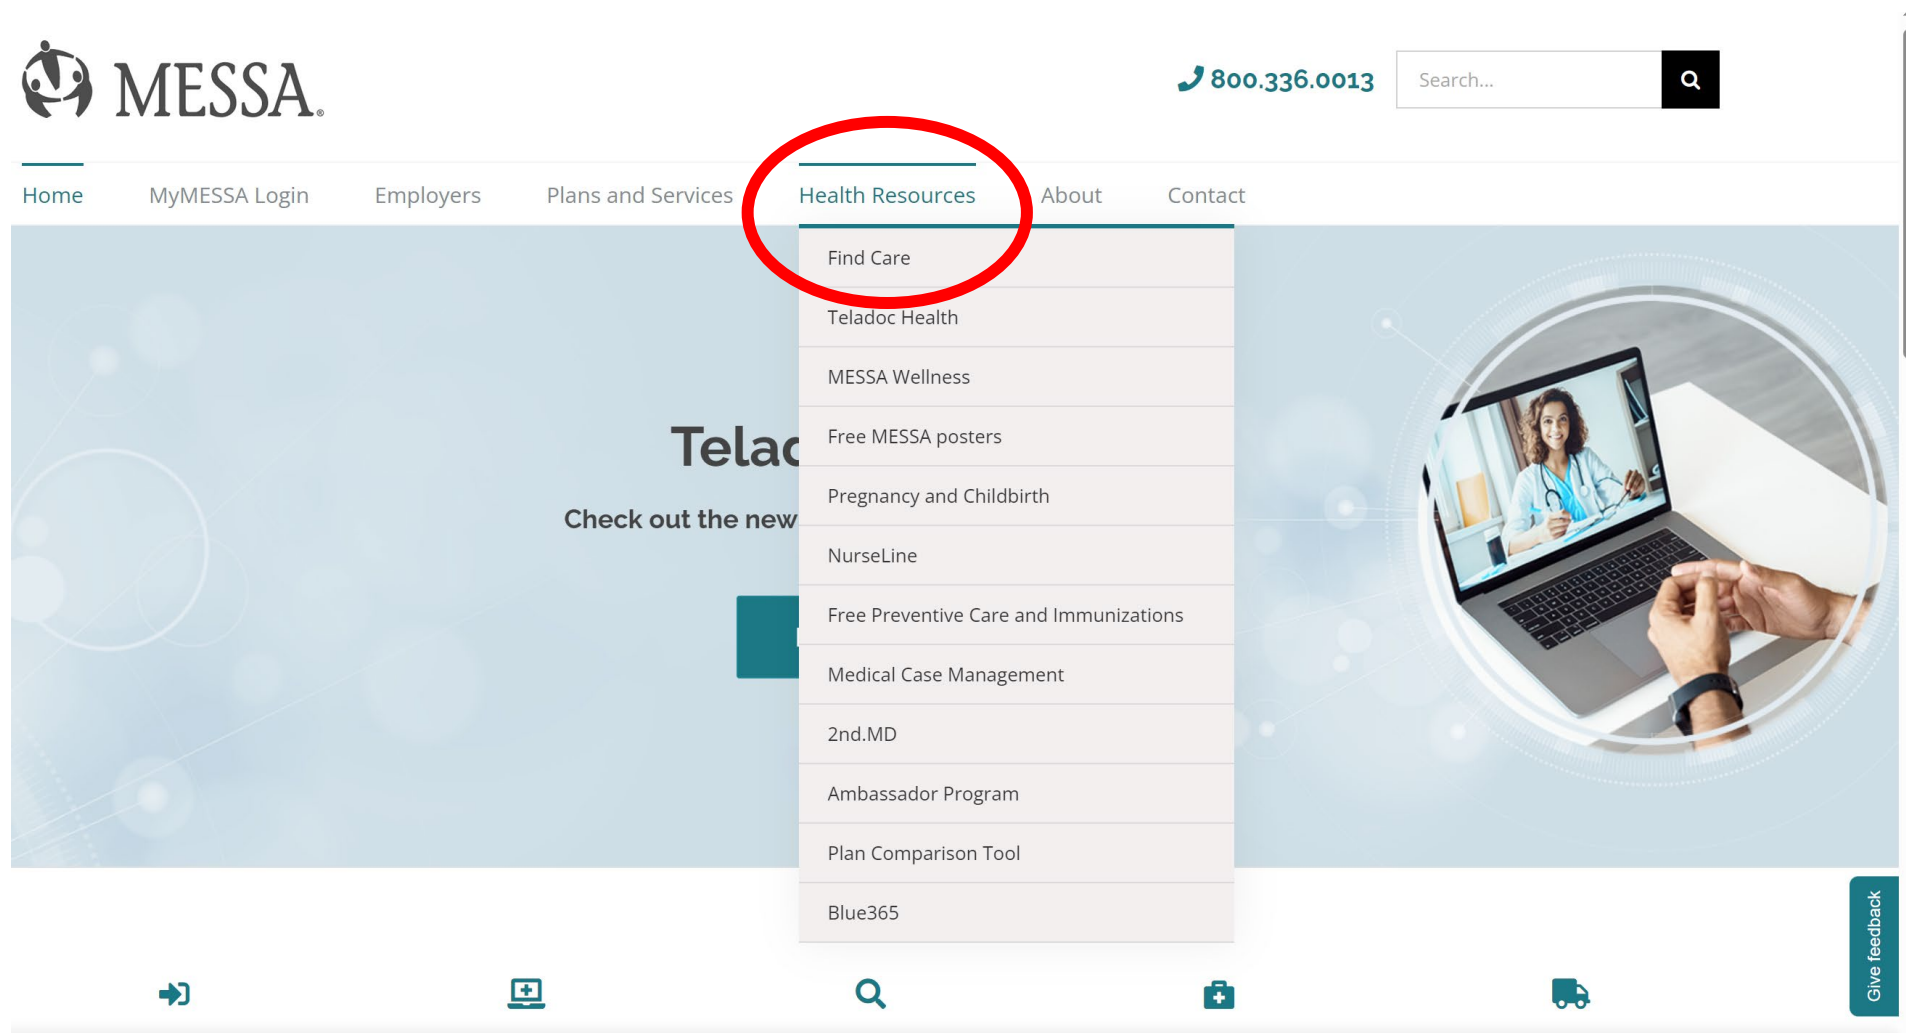 MESSA®
800.336.0013
Search...
Home MyMESSA Login Employers Plans and Services Health Resources About Contact
Find Care
Teladoc Health
MESSA Wellness
Free MESSA posters
Pregnancy and Childbirth
NurseLine
Free Preventive Care and Immunizations
Medical Case Management
2nd.MD
Ambassador Program
Plan Comparison Tool
Blue365
Check out the new
Give feedback